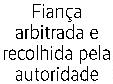 Fiança
arbitrada e
recolhida pela
autoridade